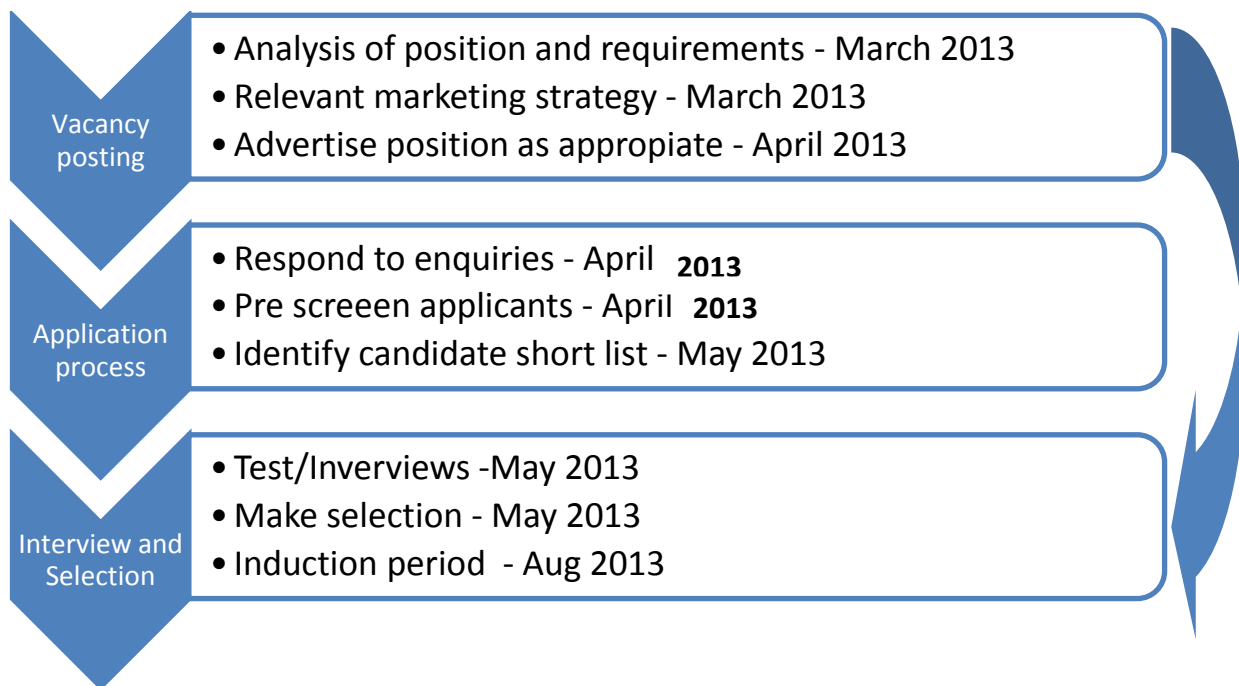 Vacancy
posting
• Analysis of position and requirements - March 2013
• Relevant marketing strategy - March 2013
• Advertise position as appropiate - April 2013
Application
process
• Respond to enquiries - April 2013
• Pre screeen applicants - April 2013
• Identify candidate short list - May 2013
Interview and
Selection
• Test/Inverviews -May 2013
• Make selection - May 2013
• Induction period - Aug 2013